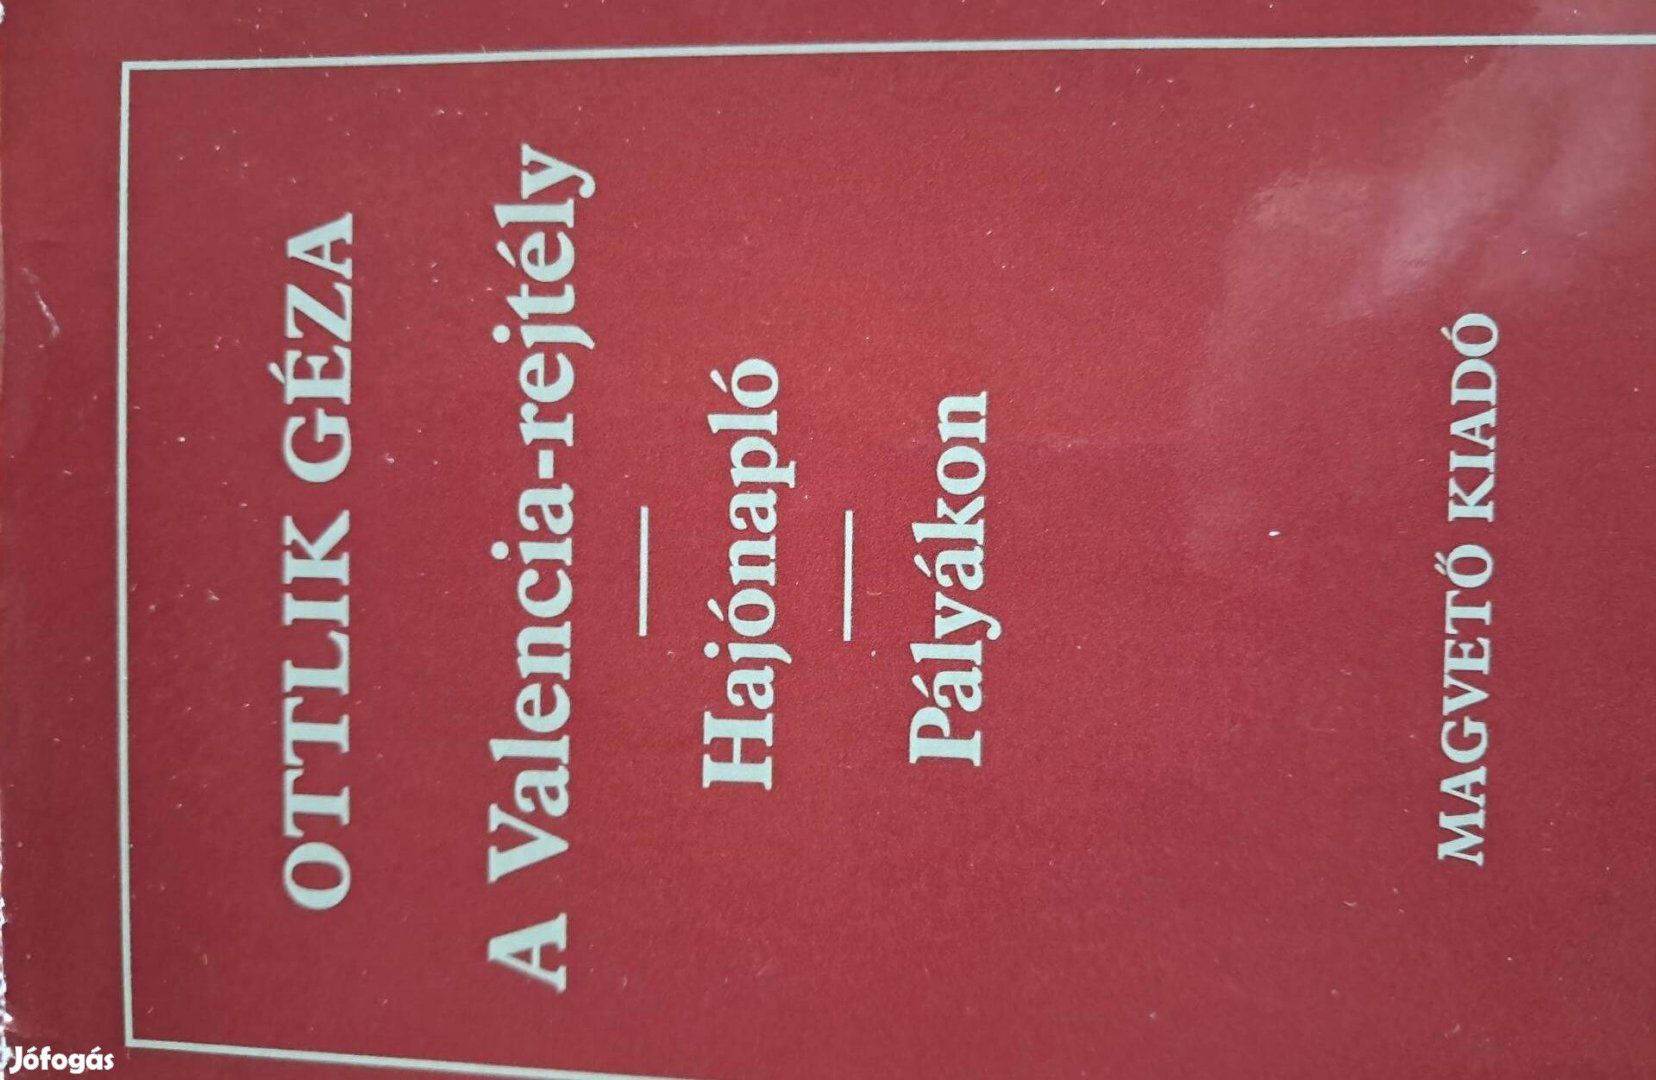 OTTLIK GÉZA
A Valencia-rejtély
Hajónapló
Pályákon
MAGVETŐ KIADÓ
Jófogás